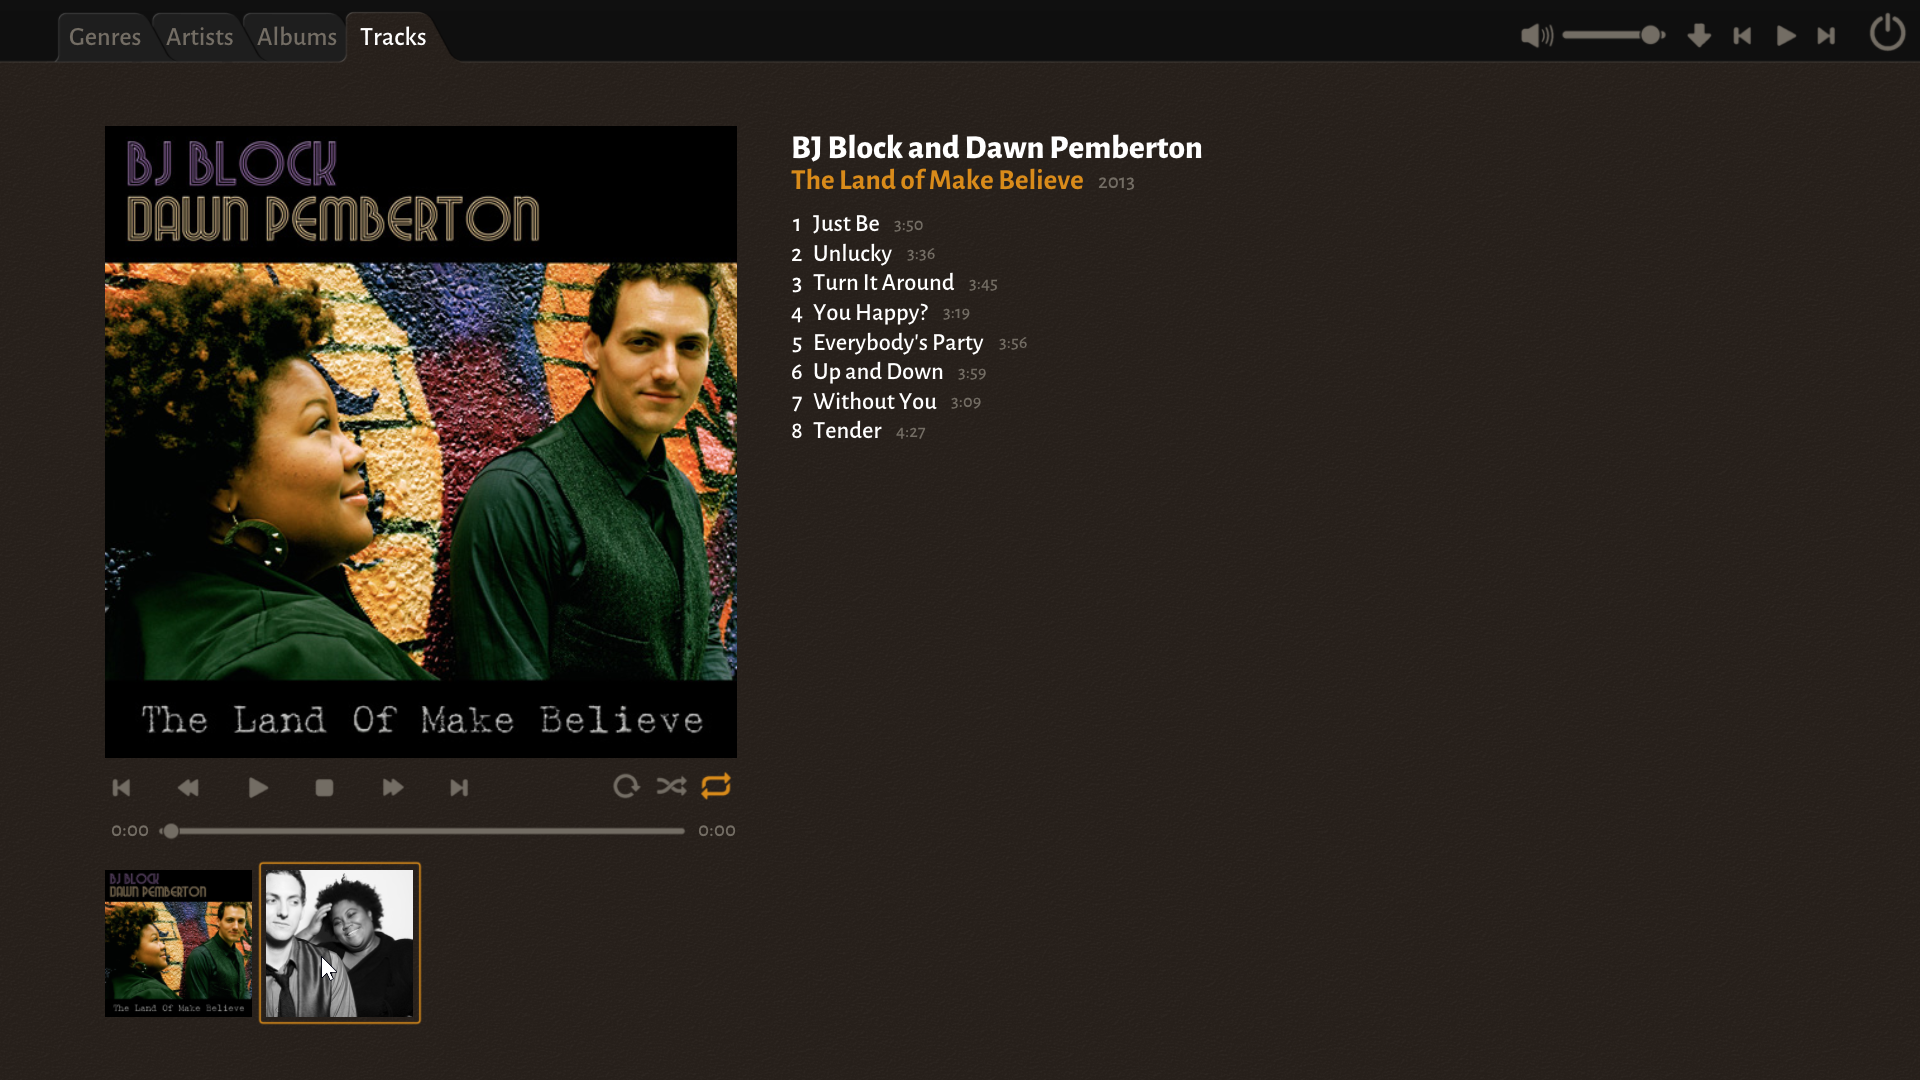 Genres Artists Albums Tracks
BJ BLOCK
DAWN PEMBERTON
The Land Of Make Believe
0:00 0:00
BJ BLOCK
DAWN PEMBERTON
The Land Of Make Believe
BJ Block and Dawn Pemberton
The Land of Make Believe 2013
1 Just Be 3:50
2 Unlucky 3:36
3 Turn It Around 3:45
4 You Happy? 3:19
5 Everybody's Party 3:56
6 Up and Down 3:59
7 Without You 3:09
8 Tender 4:27